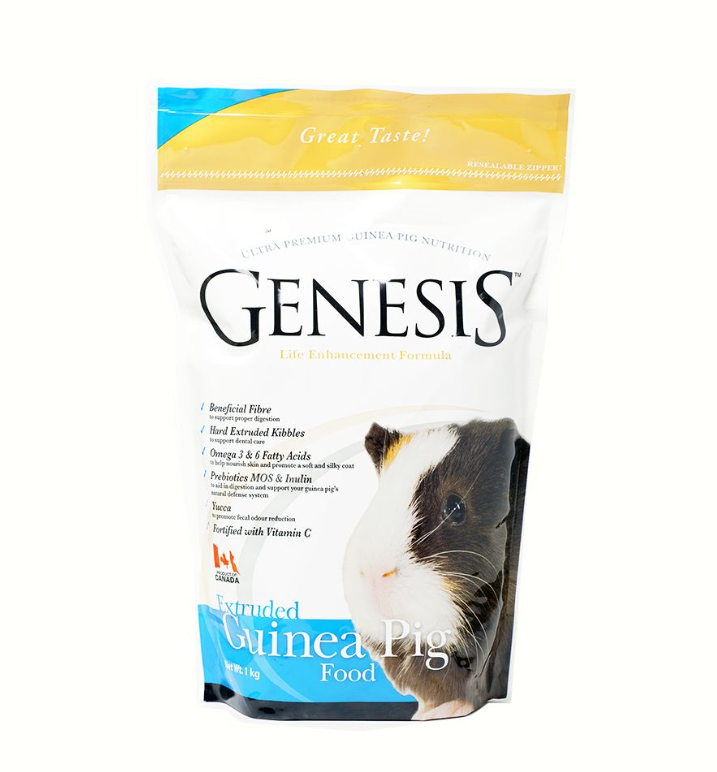 Great Taste!
RESEALABLE ZIPPER
ULTRA PREMIUM GUINEA PIG NUTRITION
GENESIS™
Life Enhancement Formula
Beneficial Fibre
to support proper digestion
Hard Extruded Kibbles
to support dental care
Omega 3 & 6 Fatty Acids
to help nourish skin and promote a soft and silky coat
Prebiotics MOS & Inulin
to aid in digestion and support your guinea pig's
natural defense system
Yucca
to promote fecal odour reduction
Fortified with Vitamin C
PRODUCT OF
CANADA
Extruded
Guinea Pig
Food
Net Wt. 1 kg